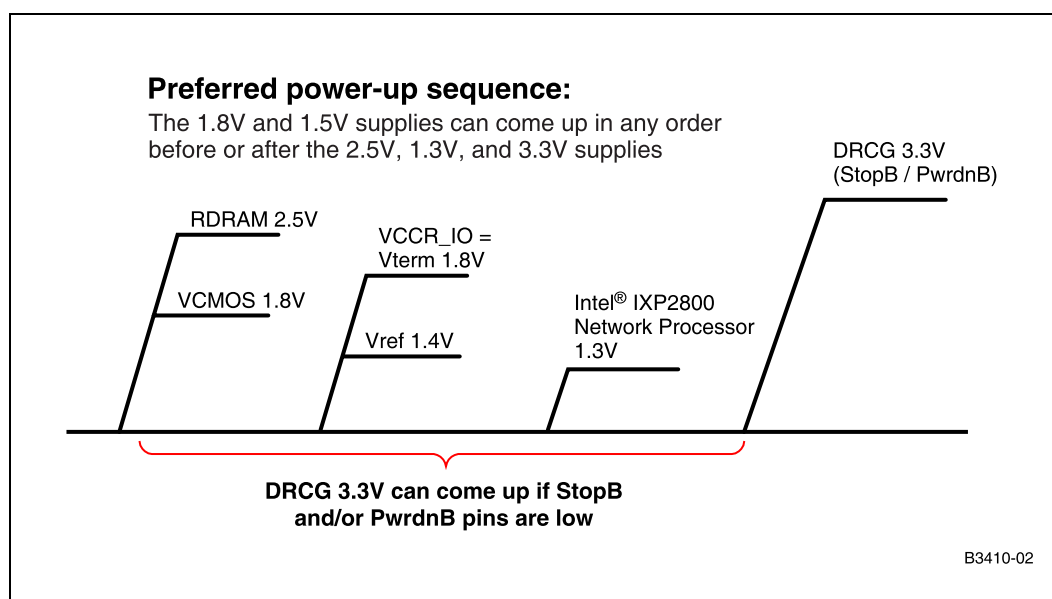 Preferred power-up sequence:
The 1.8V and 1.5V supplies can come up in any order
before or after the 2.5V, 1.3V, and 3.3V supplies
DRCG 3.3V
(StopB / PwrdnB)
RDRAM 2.5V
VCMOS 1.8V
VCCR_IO =
Vterm 1.8V
Vref 1.4V
Intel® IXP2800
Network Processor
1.3V
DRCG 3.3V can come up if StopB
and/or PwrdnB pins are low
B3410-02